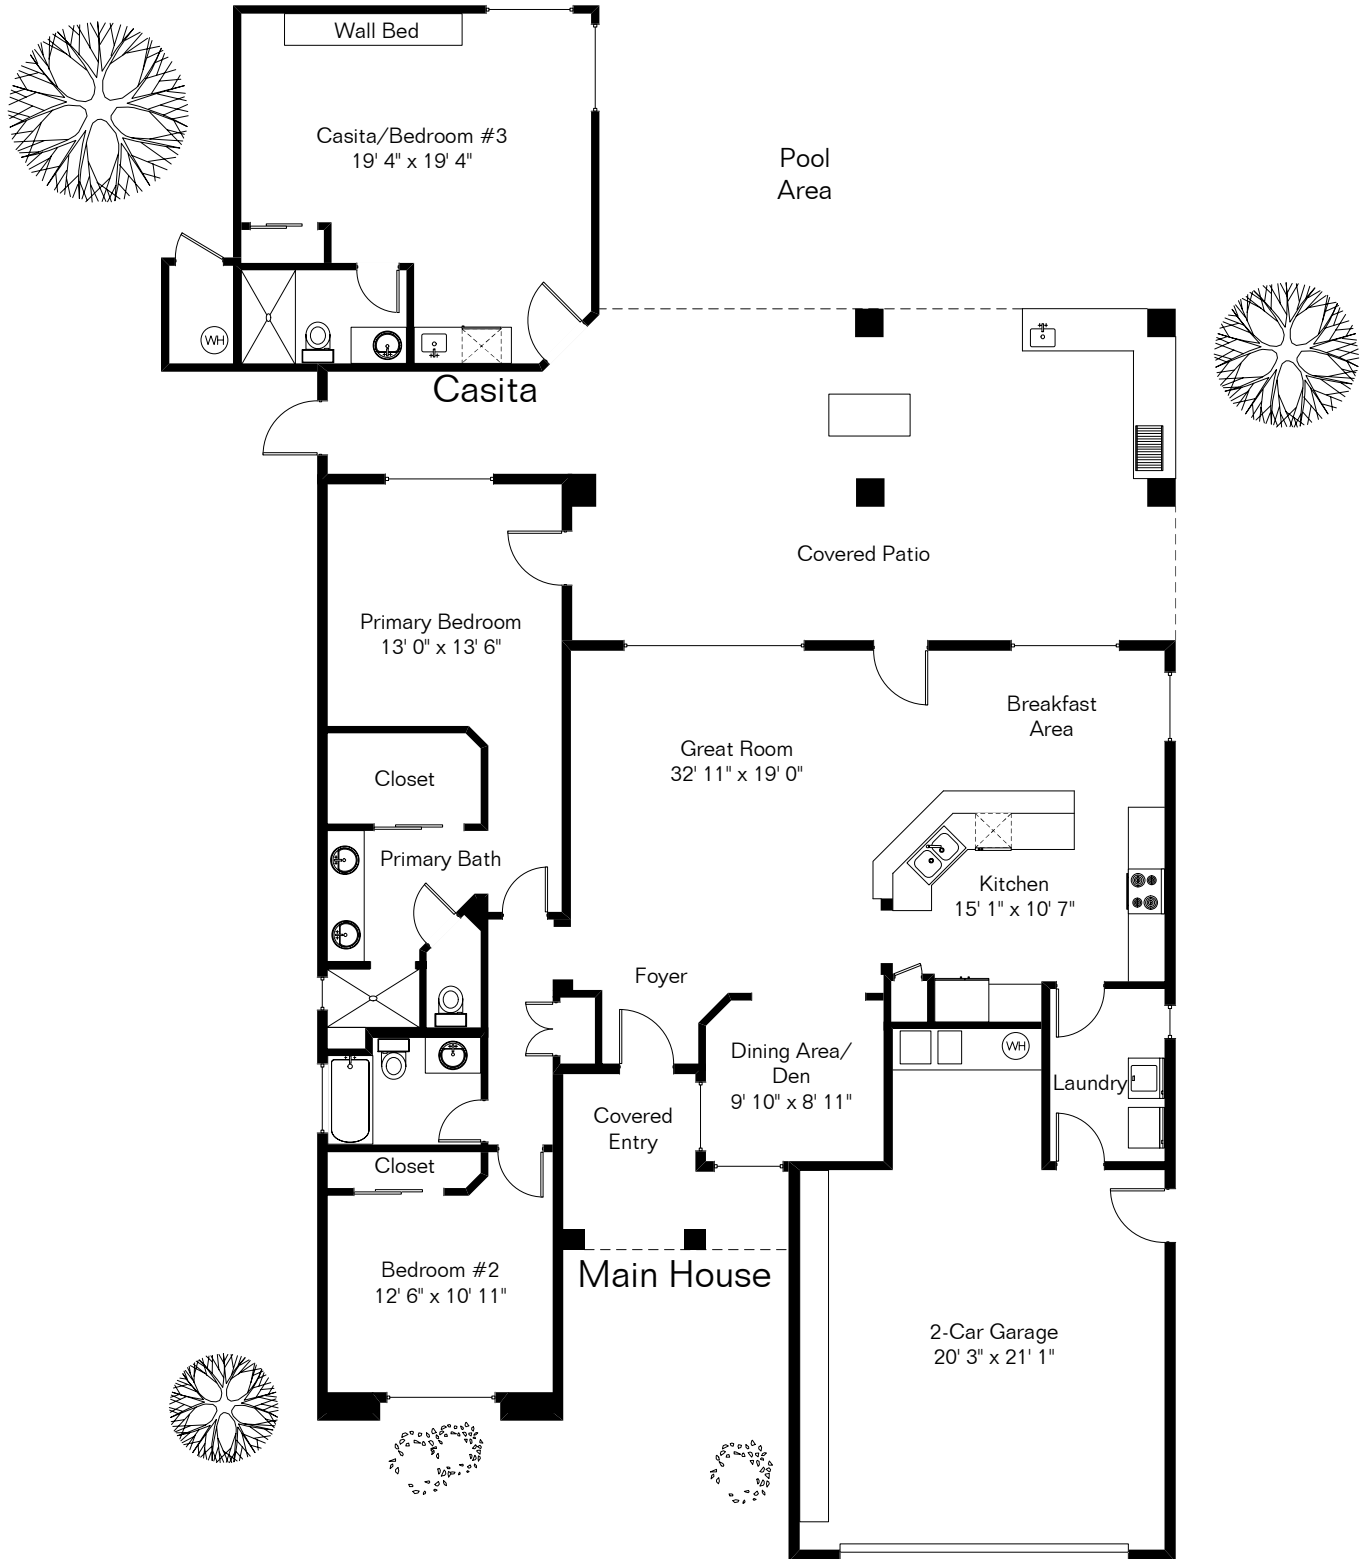 Wall Bed
Casita/Bedroom #3
19' 4" x 19' 4"
Pool
Area
WH
Casita
Covered Patio
Primary Bedroom
13' 0" x 13' 6"
Breakfast
Area
Great Room
32' 11" x 19' 0"
Closet
Primary Bath
Kitchen
15' 1" x 10' 7"
Foyer
Dining Area/
Den
9' 10" x 8' 11"
WH
Laundry
Covered
Entry
Closet
Bedroom #2
12' 6" x 10' 11"
Main House
2-Car Garage
20' 3" x 21' 1"